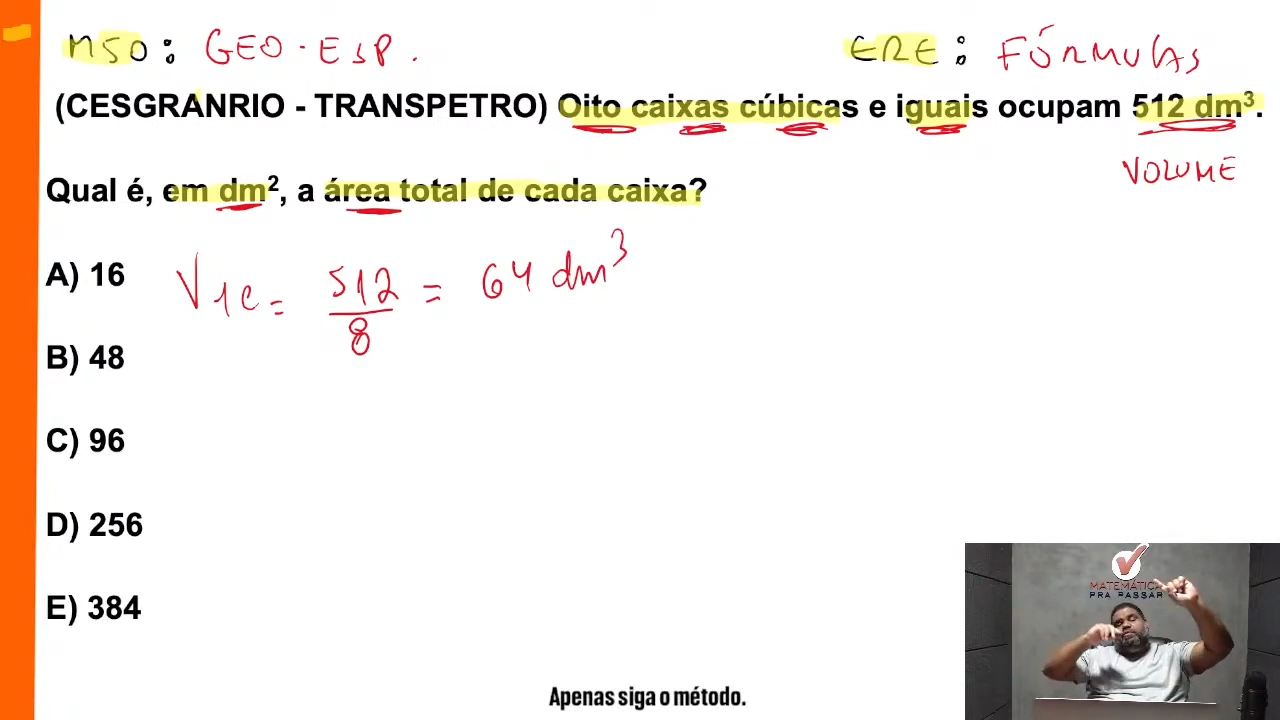 MSO: GEO. ESP. ERE: FÓRMULAS
(CESGRANRIO - TRANSPETRO) Oito caixas cúbicas e iguais ocupam 512 dm³.
VOLUME
Qual é, em dm², a área total de cada caixa?
A) 16
V1C = 512/8 = 64 dm³
B) 48
C) 96
D) 256
E) 384
MATEMÁTICA
PRA PASSAR
Apenas siga o método.